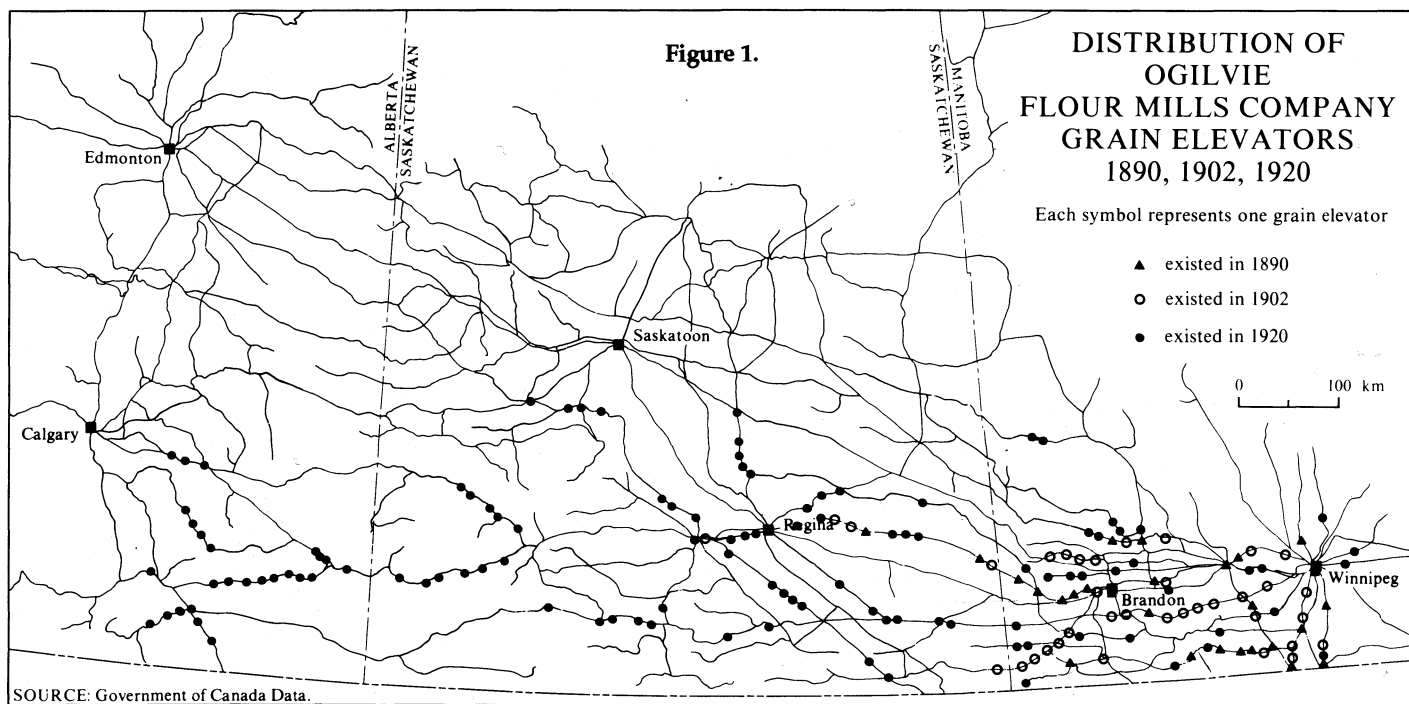 Figure 1.
DISTRIBUTION OF
OGILVIE
FLOUR MILLS COMPANY
GRAIN ELEVATORS
1890, 1902, 1920
Each symbol represents one grain elevator
existed in 1890
existed in 1902
existed in 1920
0 100 km
ALBERTA
SASKATCHEWAN
SASKATCHEWAN
MANITOBA
Edmonton
Saskatoon
Calgary
Regina
Winnipeg
Brandon
SOURCE: Government of Canada Data.